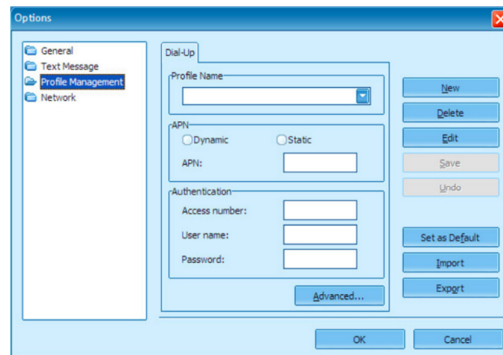 Options
General
Text Message
Profile Management
Network
Dial-Up
Profile Name
APN
Dynamic
Static
APN:
Authentication
Access number:
User name:
Password:
Advanced...
New
Delete
Edit
Save
Undo
Set as Default
Import
Export
OK
Cancel